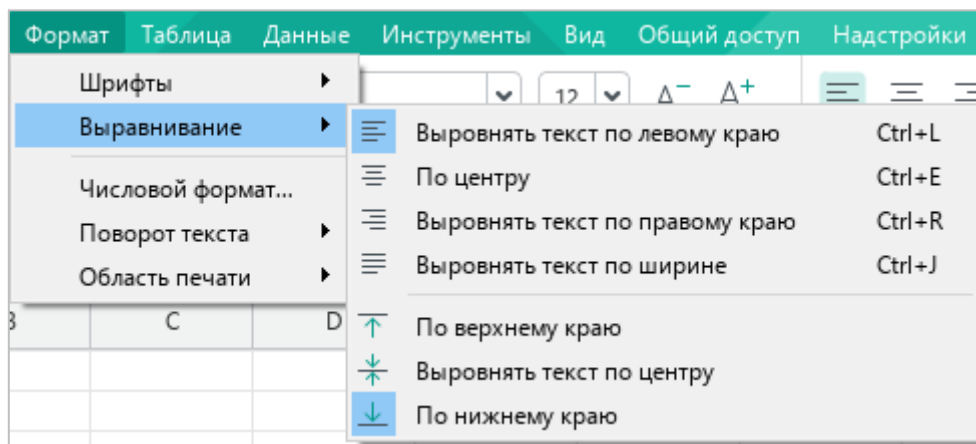 Формат Таблица Данные Инструменты Вид Общий доступ Надстройки
Шрифты
12 A− A+
Выравнивание
Выровнять текст по левому краю Ctrl+L
По центру Ctrl+E
Числовой формат...
Выровнять текст по правому краю Ctrl+R
Поворот текста
Выровнять текст по ширине Ctrl+J
Область печати
C D
По верхнему краю
Выровнять текст по центру
По нижнему краю